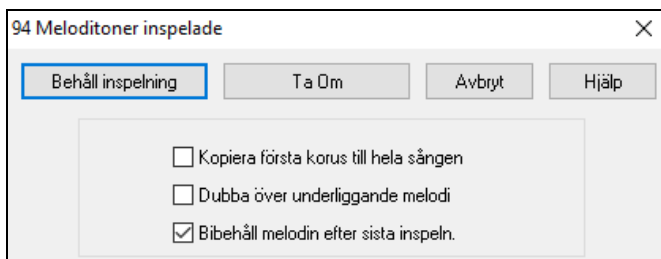 94 Meloditoner inspelade
Behåll inspelning Ta Om Avbryt Hjälp
Kopiera första korus till hela sången
Dubba över underliggande melodi
Bibehåll melodin efter sista inspeln.